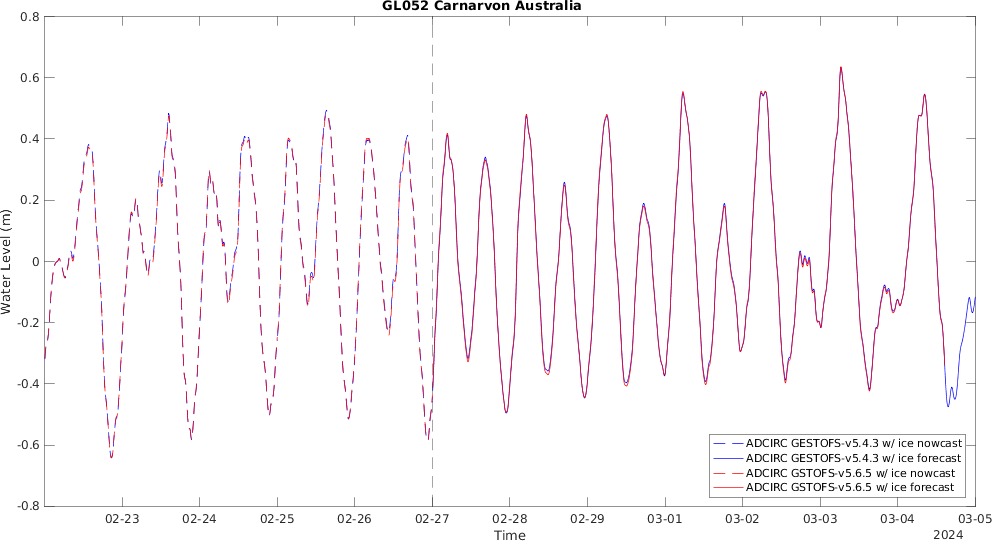 GL052 Carnarvon Australia
Water Level (m)
0.8
0.6
0.4
0.2
0
-0.2
-0.4
-0.6
-0.8
ADCIRC GESTOFS-v5.4.3 w/ ice nowcast
ADCIRC GESTOFS-v5.4.3 w/ ice forecast
ADCIRC GSTOFS-v5.6.5 w/ ice nowcast
ADCIRC GSTOFS-v5.6.5 w/ ice forecast
02-23 02-24 02-25 02-26 02-27 02-28 02-29 03-01 03-02 03-03 03-04 03-05
Time
2024